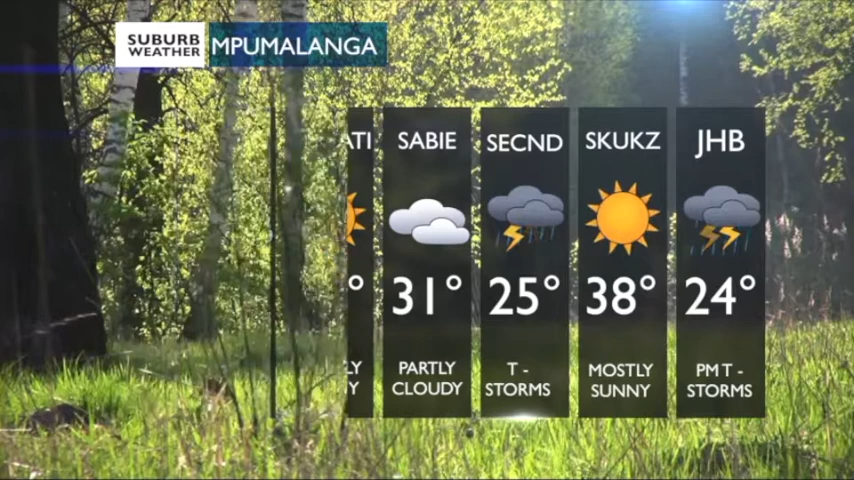 SUBURB
WEATHER
MPUMALANGA
SABIE
SECND
SKUKZ
JHB
31°
25°
38°
24°
PARTLY
CLOUDY
T -
STORMS
MOSTLY
SUNNY
PM T -
STORMS